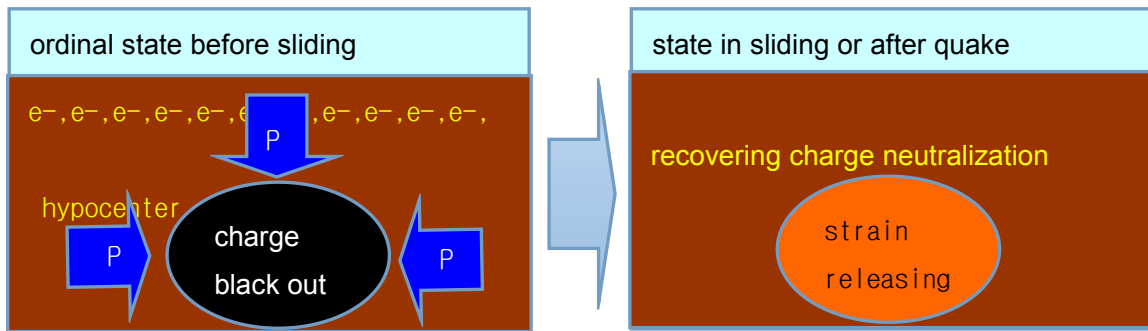 ordinal state before sliding
e-,e-,e-,e-,e-,e
,e-,e-,e-,e-,
P
hypocenter
P
charge
black out
P
state in sliding or after quake
recovering charge neutralization
strain
releasing